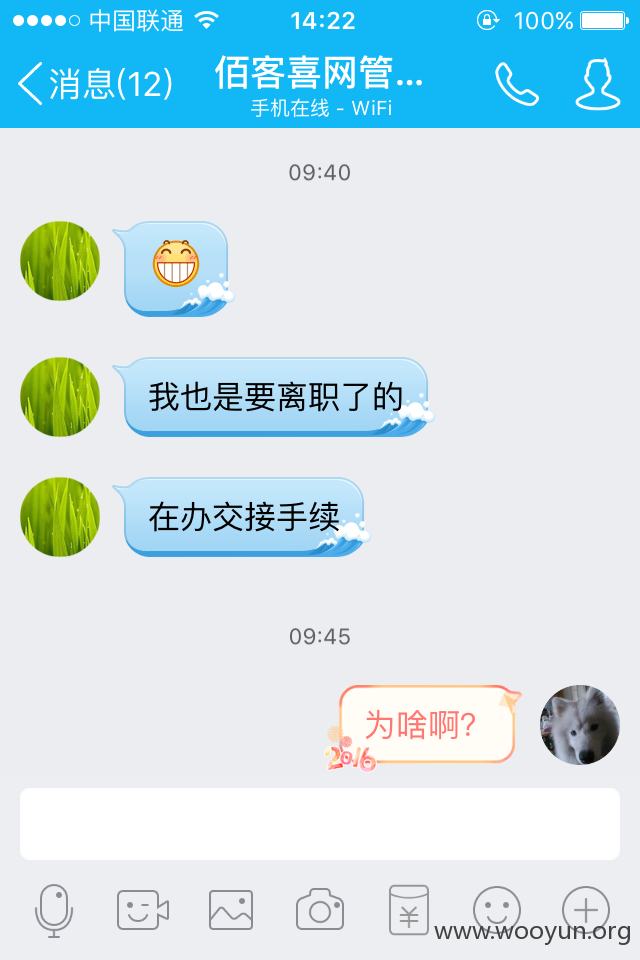 中国联通 14:22 100%
消息(12) 佰客喜网管...
手机在线 - WiFi
09:40
我也是要离职了的
在办交接手续
09:45
为啥啊?
2016
www.wooyun.org